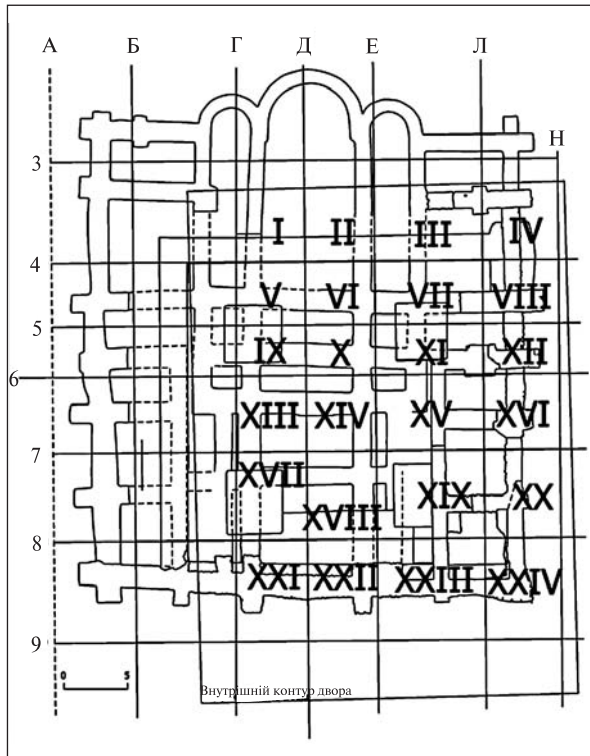 А Б Г Д Е Л
Н
3
I II III IV
4
V VI VII VIII
5
IX X XI XII
6
XIII XIV XV XVI
7
XVII
XIX XX
XVIII
8
XXI XXII XXIII XXIV
9
0 5
Внутрішній контур двора